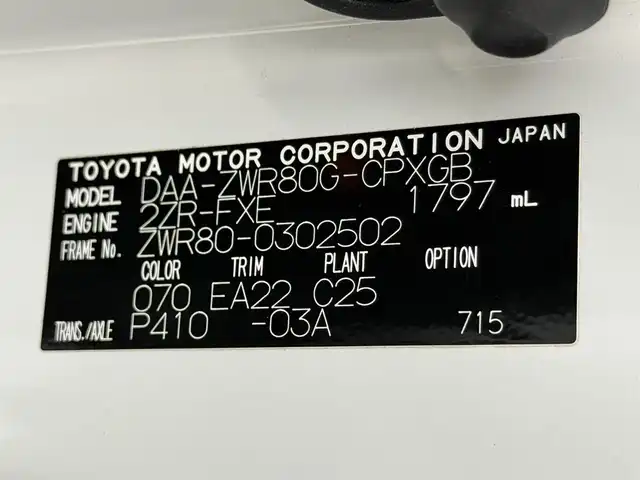 TOYOTA MOTOR CORPORATION JAPAN
MODEL DAA-ZWR80G-CPXGB
ENGINE 2ZR-FXE 1797 mL
FRAME No. ZWR80-0302502
COLOR TRIM PLANT OPTION
070 EA22 C25
TRANS./AXLE P410 -03A 715